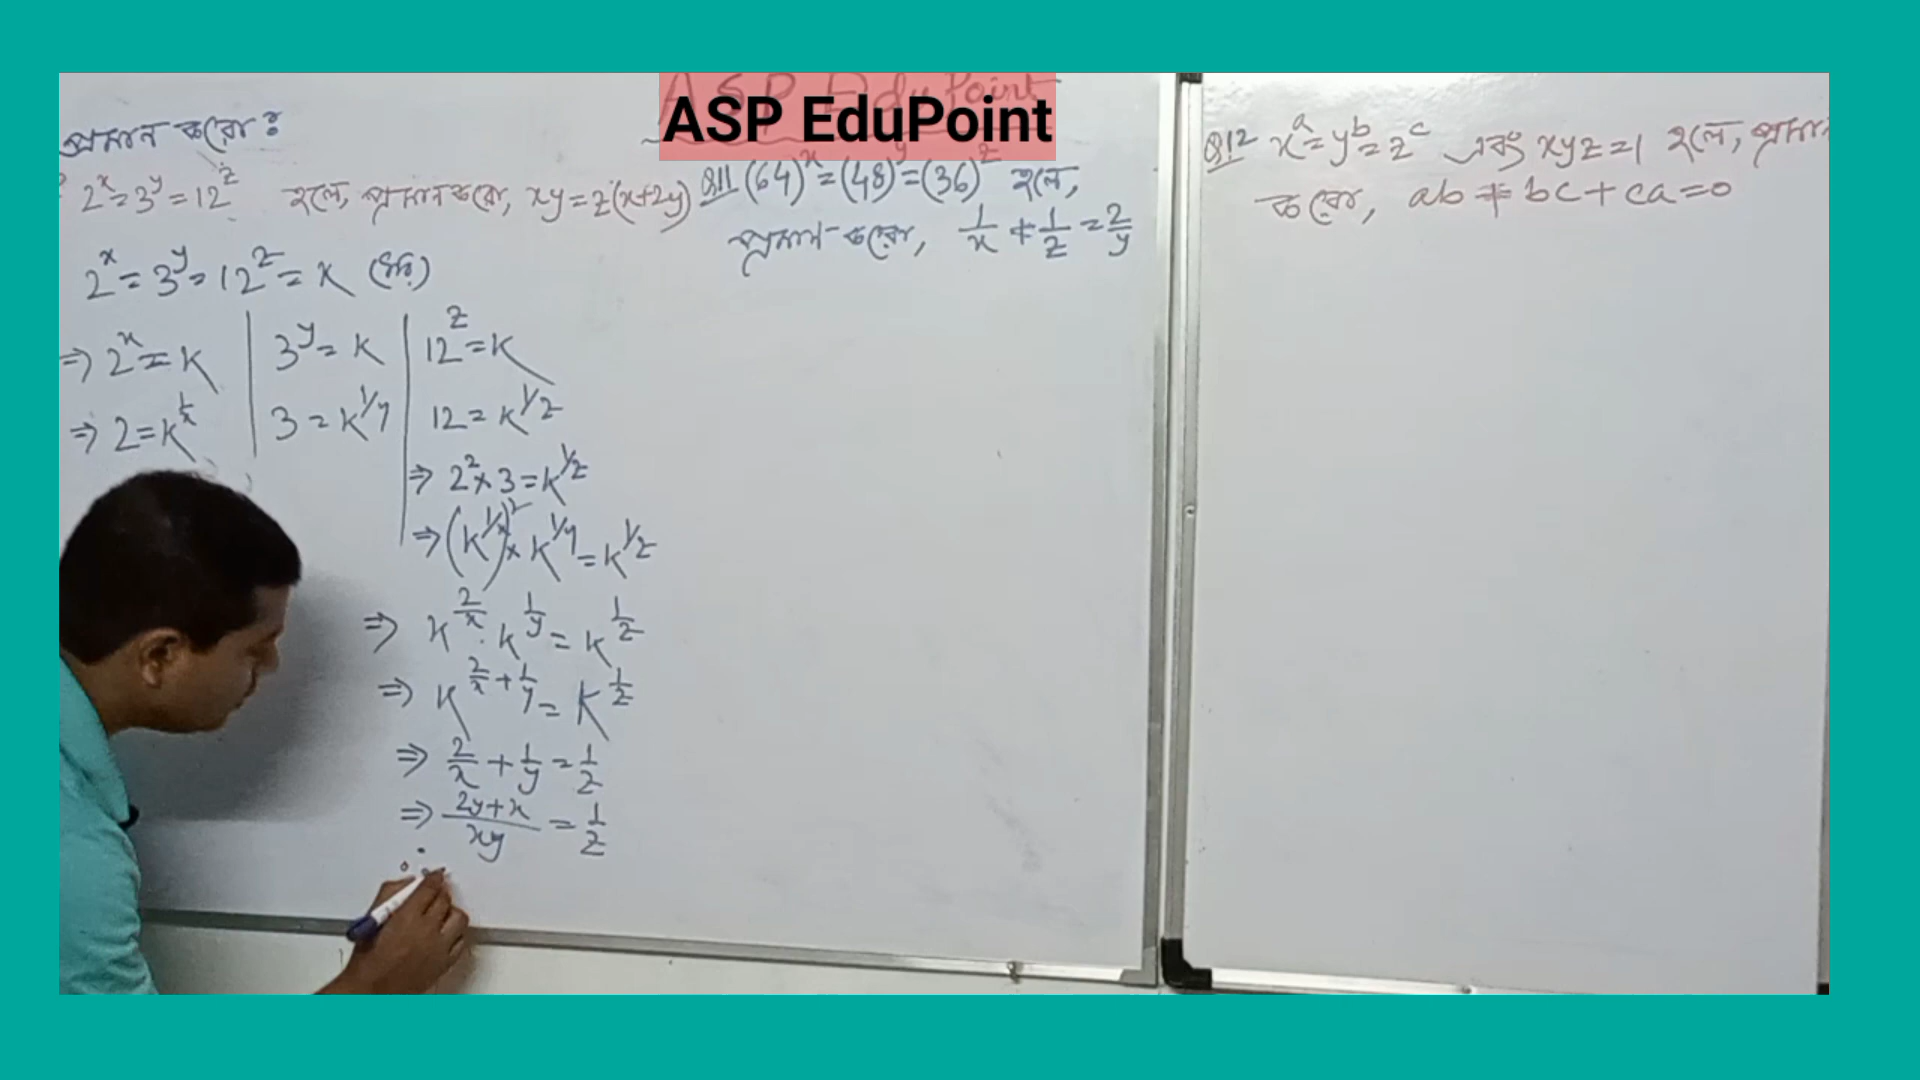 ASP EduPoint
প্রমান করো ঃ
2^x = 3^y = 12^z হলে, প্রমান করো, xy = z(x+2y)
2^x = 3^y = 12^z = k (ধরি)
⇒ 2^x = k | 3^y = k | 12^z = k
⇒ 2 = k^{1/x} | 3 = k^{1/y} | 12 = k^{1/z}
⇒ 2^2 × 3 = k^{1/z}
⇒ (k^{1/x})^2 × k^{1/y} = k^{1/z}
⇒ k^{2/x} · k^{1/y} = k^{1/z}
⇒ k^{2/x + 1/y} = k^{1/z}
⇒ 2/x + 1/y = 1/z
⇒ (2y+x)/xy = 1/z
Q11 (64)^x = (48)^y = (36)^z হলে,
প্রমান করো, 1/x + 1/z = 2/y
Q12 x^a = y^b = z^c এবং xyz = 1 হলে, প্রমান
করো, ab + bc + ca = 0